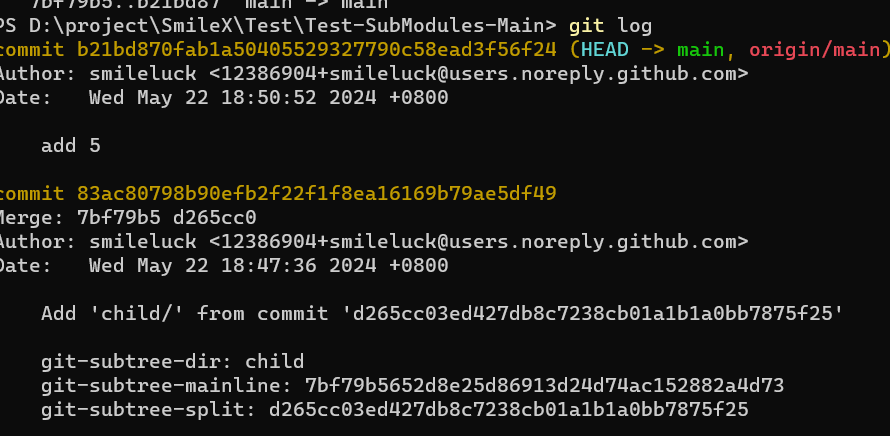 7bf79b5..b21bd87  main -> main
PS D:\project\SmileX\Test\Test-SubModules-Main> git log
commit b21bd870fab1a50405529327790c58ead3f56f24 (HEAD -> main, origin/main)
Author: smileluck <12386904+smileluck@users.noreply.github.com>
Date:   Wed May 22 18:50:52 2024 +0800

    add 5

commit 83ac80798b90efb2f22f1f8ea16169b79ae5df49
Merge: 7bf79b5 d265cc0
Author: smileluck <12386904+smileluck@users.noreply.github.com>
Date:   Wed May 22 18:47:36 2024 +0800

    Add 'child/' from commit 'd265cc03ed427db8c7238cb01a1b1a0bb7875f25'

    git-subtree-dir: child
    git-subtree-mainline: 7bf79b5652d8e25d86913d24d74ac152882a4d73
    git-subtree-split: d265cc03ed427db8c7238cb01a1b1a0bb7875f25